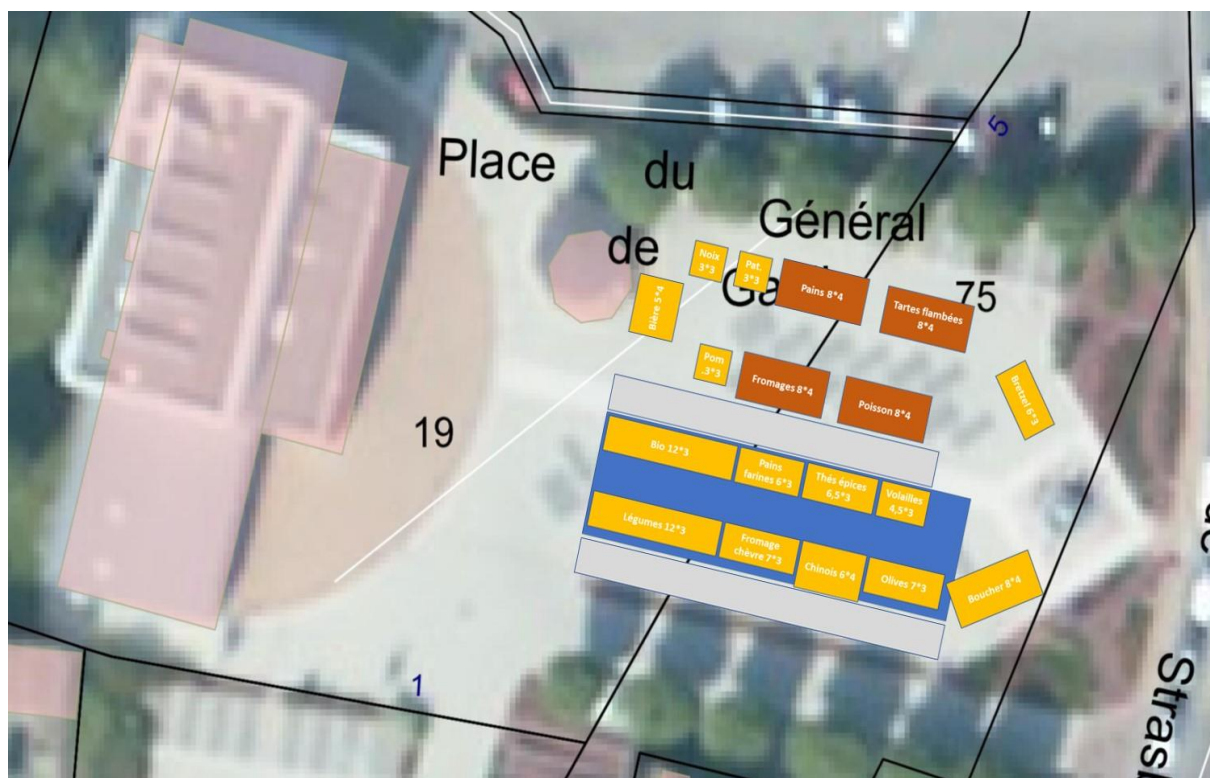 Place du
Général
de
Ga
75
5
19
1
Stras
Noix
3*3
Pat.
3*3
Bière 5*4
Pains 8*4
Tartes flambées
8*4
Pom
.3*3
Fromages 8*4
Poisson 8*4
Bretzel 6*3
Bio 12*3
Pains
farines 6*3
Thés épices
6,5*3
Volailles
4,5*3
Légumes 12*3
Fromage
chèvre 7*3
Chinois 6*4
Olives 7*3
Boucher 8*4